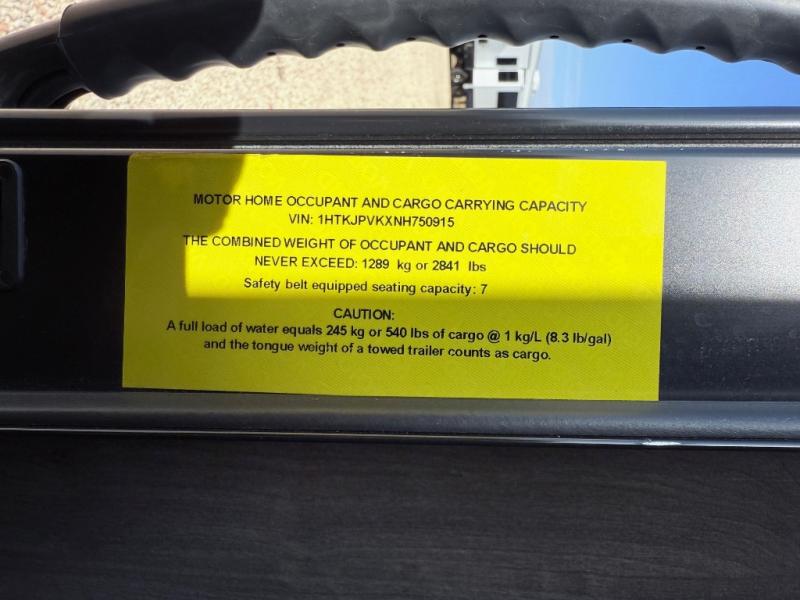 MOTOR HOME OCCUPANT AND CARGO CARRYING CAPACITY
VIN: 1HTKJPVKXNH750915
THE COMBINED WEIGHT OF OCCUPANT AND CARGO SHOULD
NEVER EXCEED: 1289 kg or 2841 lbs
Safety belt equipped seating capacity: 7
CAUTION:
A full load of water equals 245 kg or 540 lbs of cargo @ 1 kg/L (8.3 lb/gal)
and the tongue weight of a towed trailer counts as cargo.